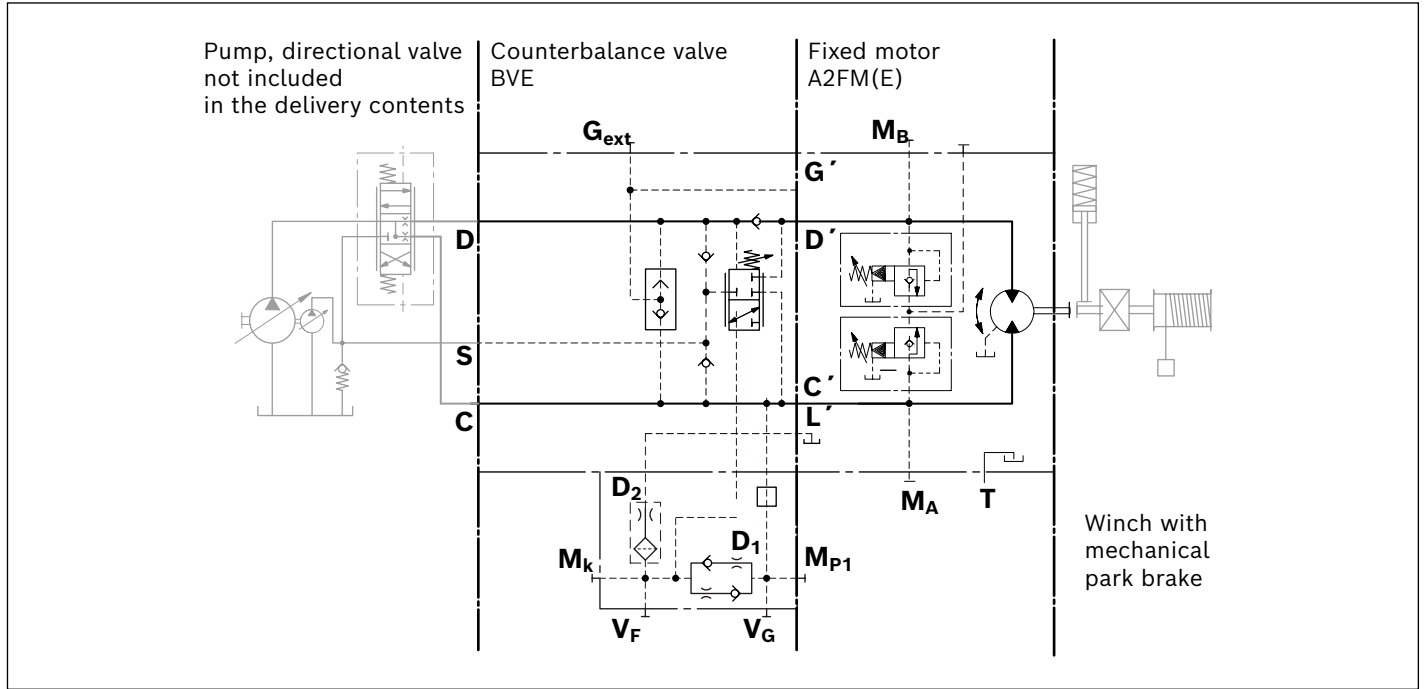 Pump, directional valve
not included
in the delivery contents
Counterbalance valve
BVE
Fixed motor
A2FM(E)
Gext
MB
G´
D
D´
S
C´
C
L´
D2
MA
T
D1
Mk
MP1
VF
VG
Winch with
mechanical
park brake